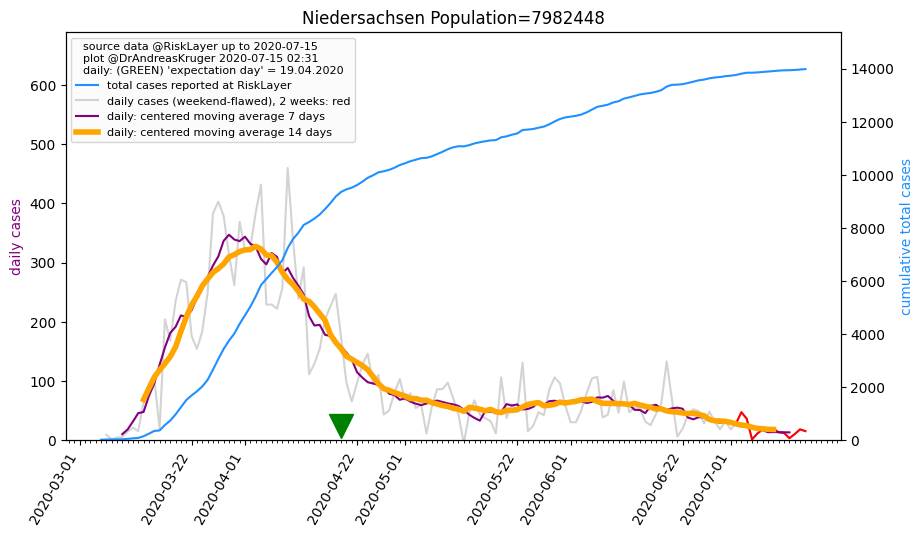 Niedersachsen Population=7982448
source data @RiskLayer up to 2020-07-15
plot @DrAndreasKruger 2020-07-15 02:31
daily: (GREEN) 'expectation day' = 19.04.2020
total cases reported at RiskLayer
daily cases (weekend-flawed), 2 weeks: red
daily: centered moving average 7 days
daily: centered moving average 14 days
daily cases
600
500
400
300
200
100
0
14000
12000
10000
8000
6000
4000
2000
0
cumulative total cases
2020-03-01
2020-03-22
2020-04-01
2020-04-22
2020-05-01
2020-05-22
2020-06-01
2020-06-22
2020-07-01